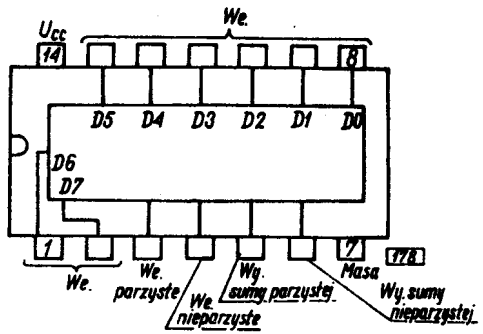 We.
Ucc
14 8
D5 D4 D3 D2 D1 D0
D6
D7
1 7
We.
We. parzyste
We. nieparzyste
Wy. sumy parzystej
Masa
Wy. sumy nieparzystej
178